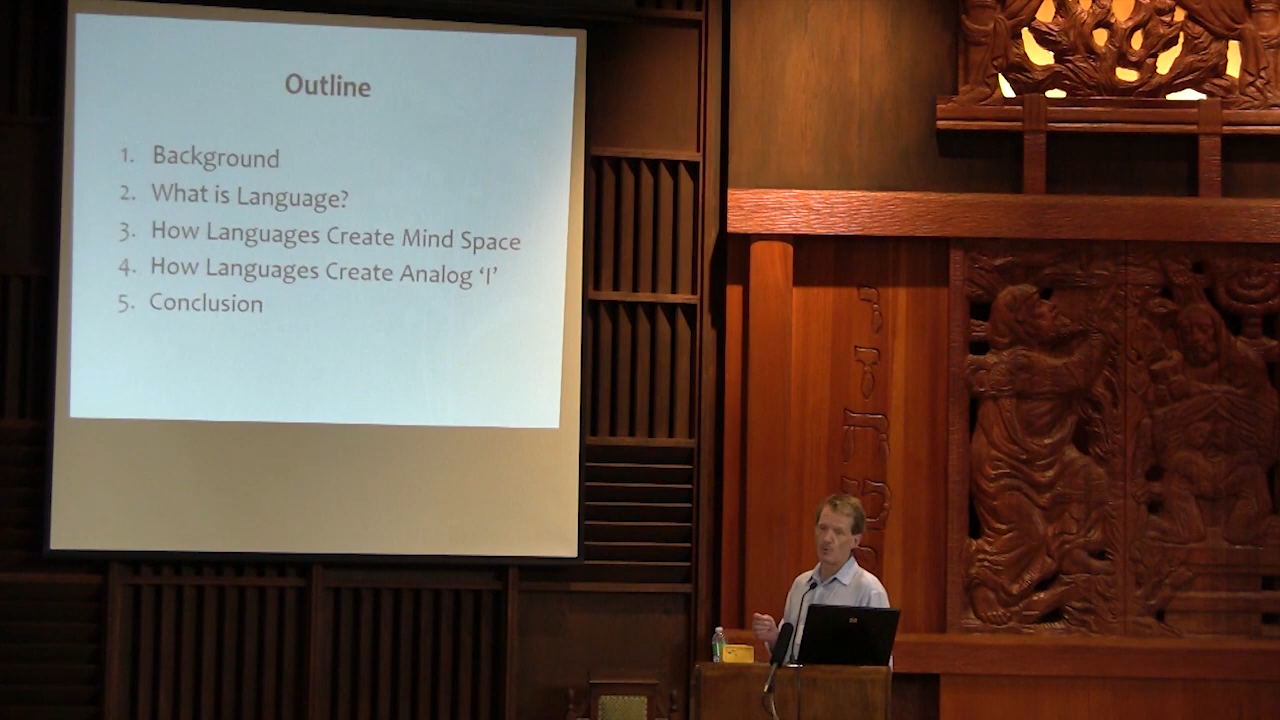 Outline
1. Background
2. What is Language?
3. How Languages Create Mind Space
4. How Languages Create Analog ‘I’
5. Conclusion